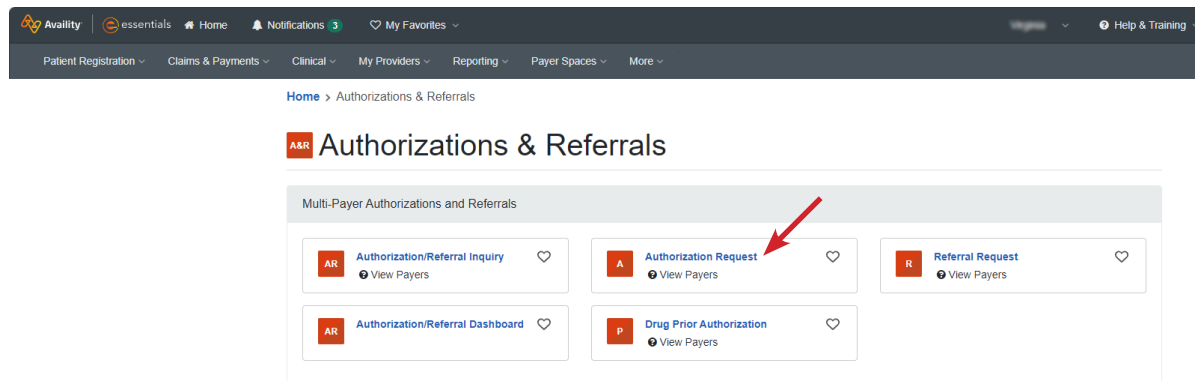 Availity essentials Home Notifications 3 My Favorites Help & Training
Patient Registration Claims & Payments Clinical My Providers Reporting Payer Spaces More
Home > Authorizations & Referrals
A&R Authorizations & Referrals
Multi-Payer Authorizations and Referrals
AR Authorization/Referral Inquiry
View Payers
A Authorization Request
View Payers
R Referral Request
View Payers
AR Authorization/Referral Dashboard
P Drug Prior Authorization
View Payers